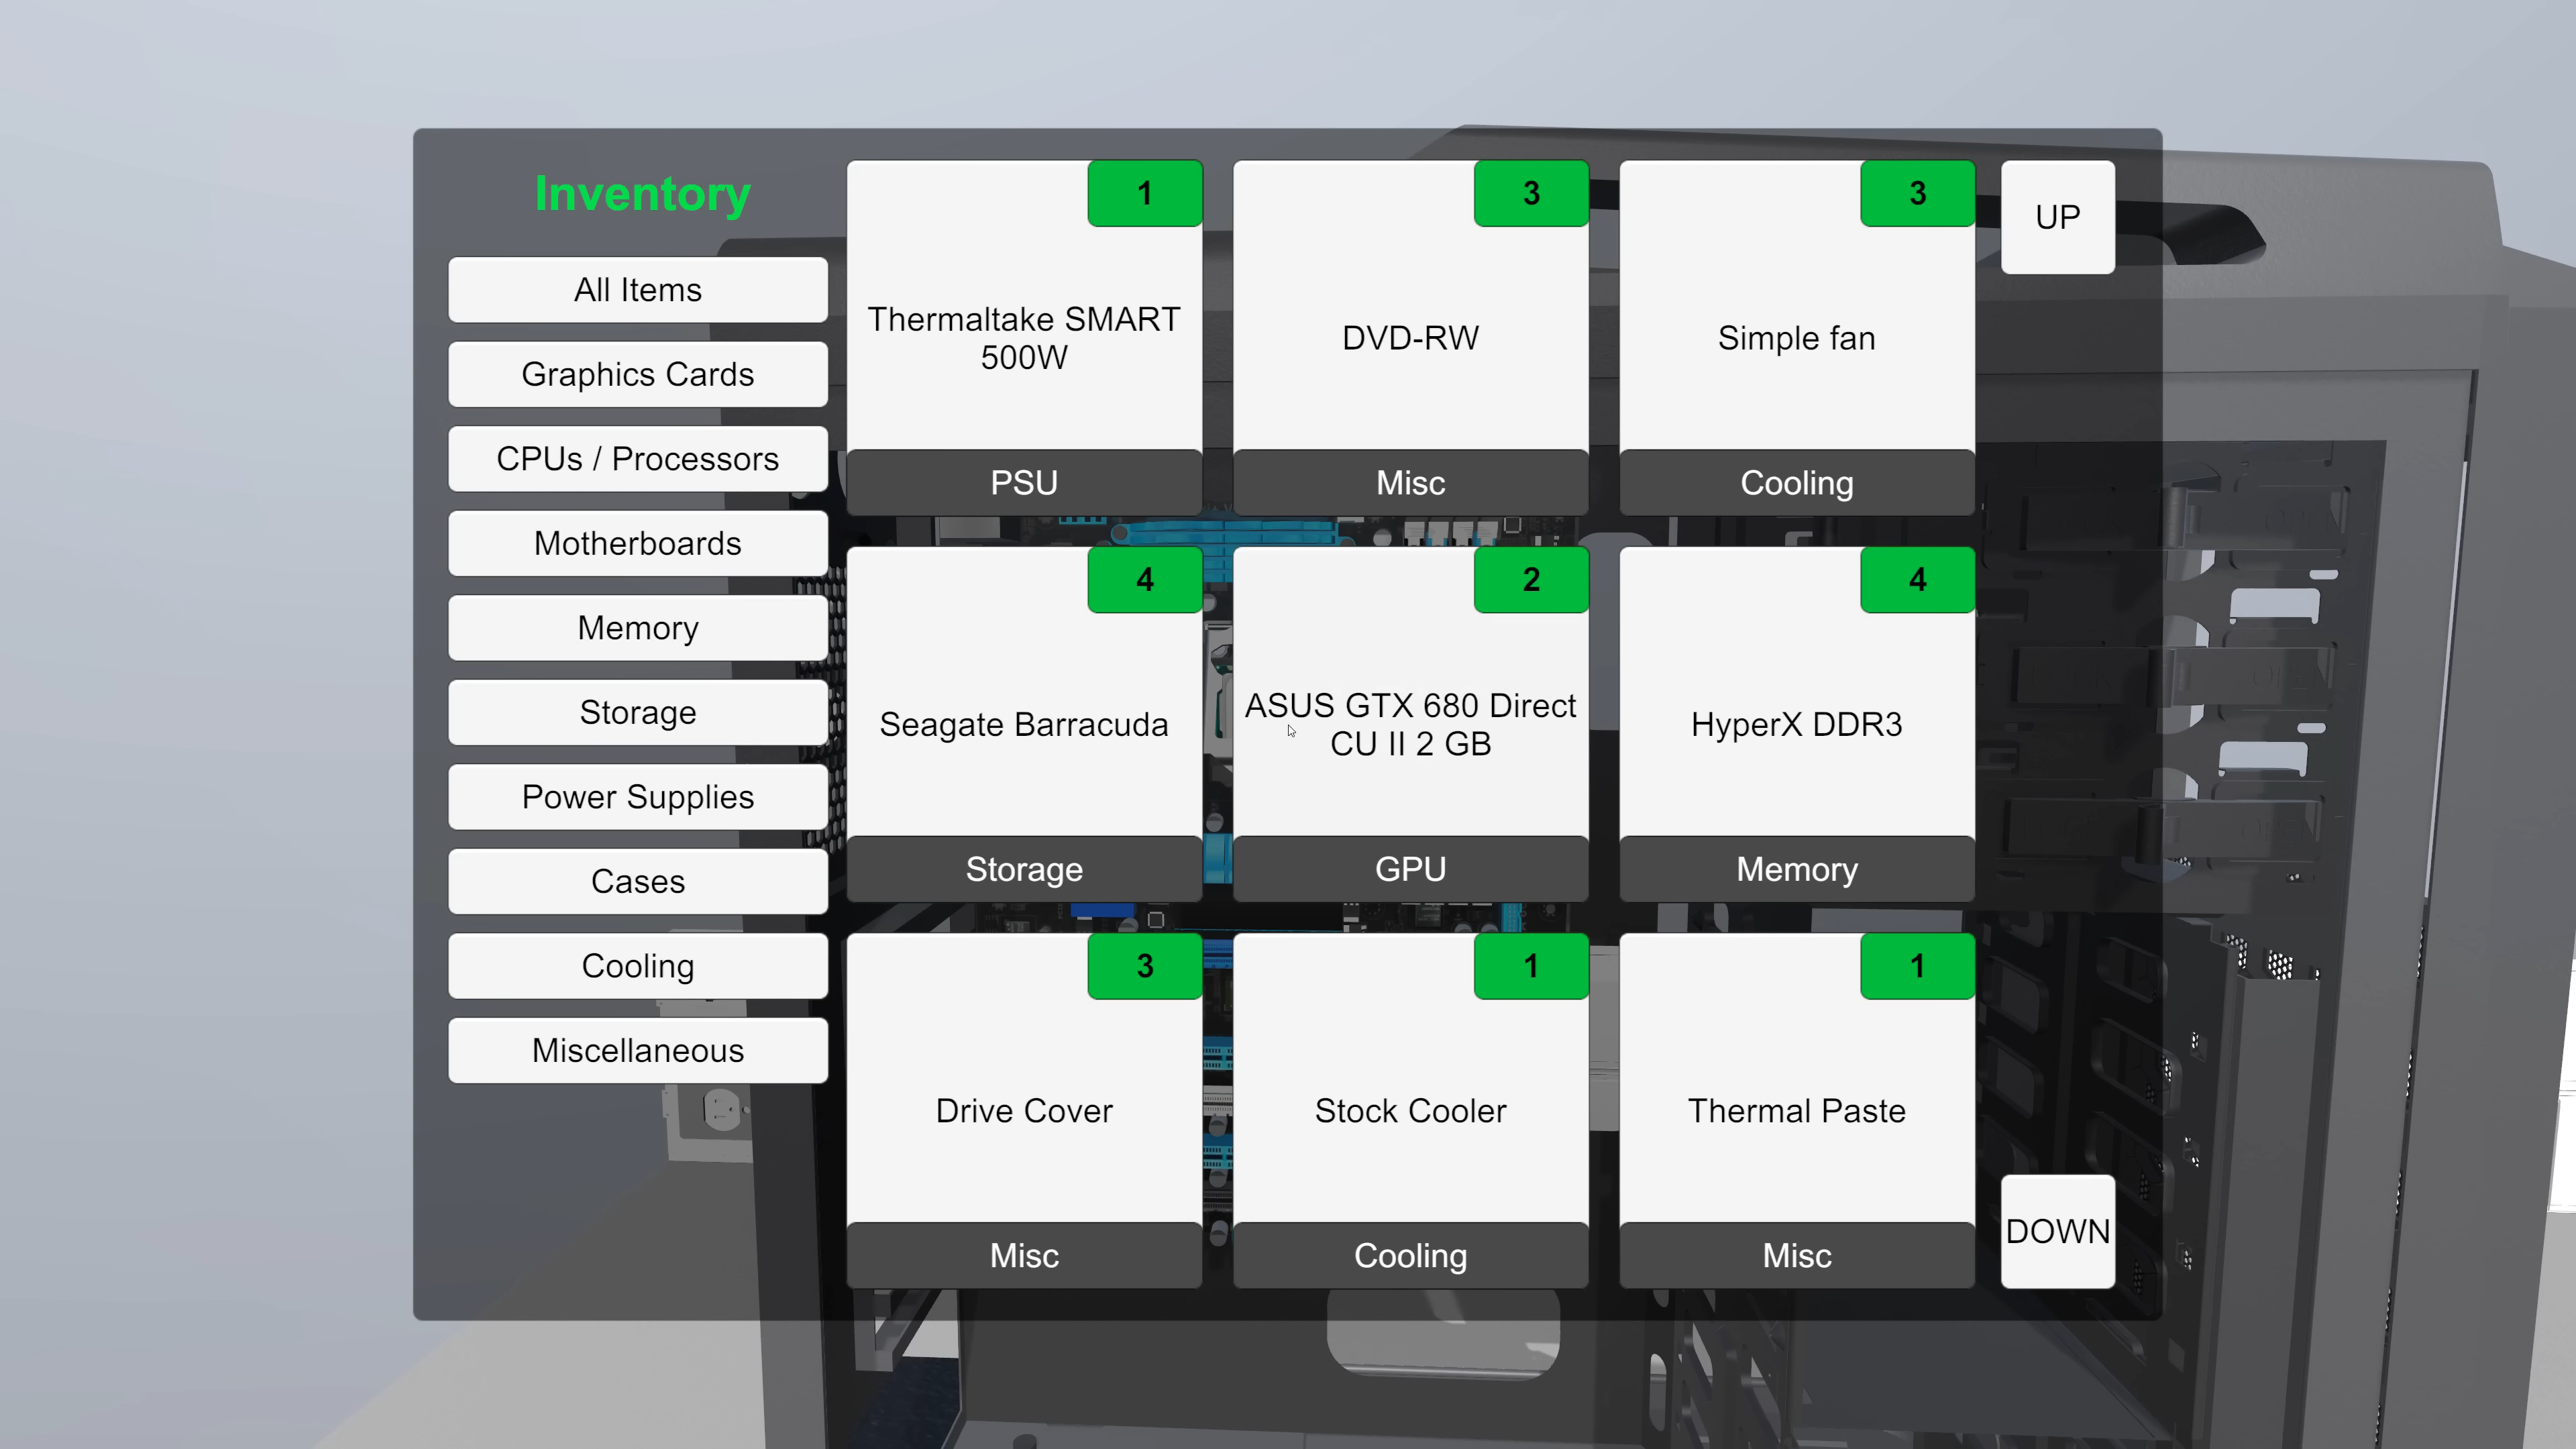 Inventory
All Items
Graphics Cards
CPUs / Processors
Motherboards
Memory
Storage
Power Supplies
Cases
Cooling
Miscellaneous
1
Thermaltake SMART
500W
PSU
3
DVD-RW
Misc
3
Simple fan
Cooling
4
Seagate Barracuda
Storage
2
ASUS GTX 680 Direct
CU II 2 GB
GPU
4
HyperX DDR3
Memory
3
Drive Cover
Misc
1
Stock Cooler
Cooling
1
Thermal Paste
Misc
UP
DOWN